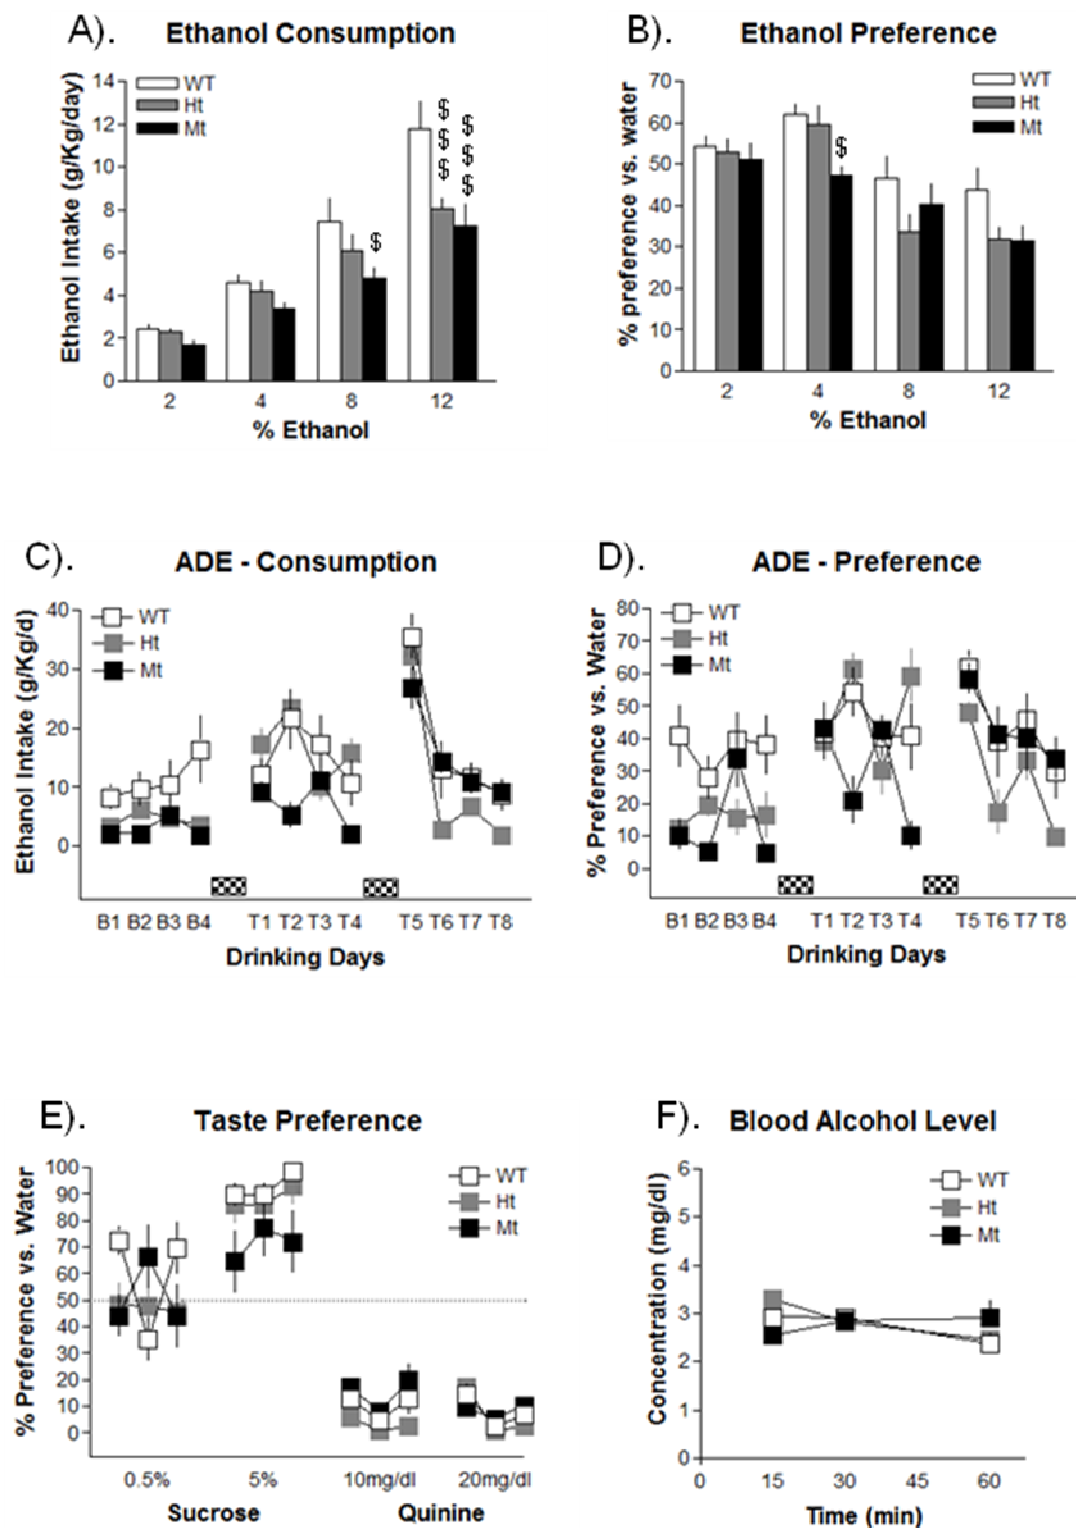 A). Ethanol Consumption
Ethanol Intake (g/Kg/day)
14
12
10
8
6
4
2
0
WT
Ht
Mt
$
$ $ $
$ $ $
2 4 8 12
% Ethanol
B). Ethanol Preference
% preference vs. water
70
60
50
40
30
20
10
0
WT
Ht
Mt
$
2 4 8 12
% Ethanol
C). ADE - Consumption
Ethanol Intake (g/Kg/d)
40
30
20
10
0
WT
Ht
Mt
B1 B2 B3 B4 T1 T2 T3 T4 T5 T6 T7 T8
Drinking Days
D). ADE - Preference
% Preference vs. Water
80
70
60
50
40
30
20
10
0
WT
Ht
Mt
B1 B2 B3 B4 T1 T2 T3 T4 T5 T6 T7 T8
Drinking Days
E). Taste Preference
% Preference vs. Water
100
90
80
70
60
50
40
30
20
10
0
WT
Ht
Mt
0.5% 5% 10mg/dl 20mg/dl
Sucrose Quinine
F). Blood Alcohol Level
Concentration (mg/dl)
6
5
4
3
2
1
0
WT
Ht
Mt
0 15 30 45 60
Time (min)